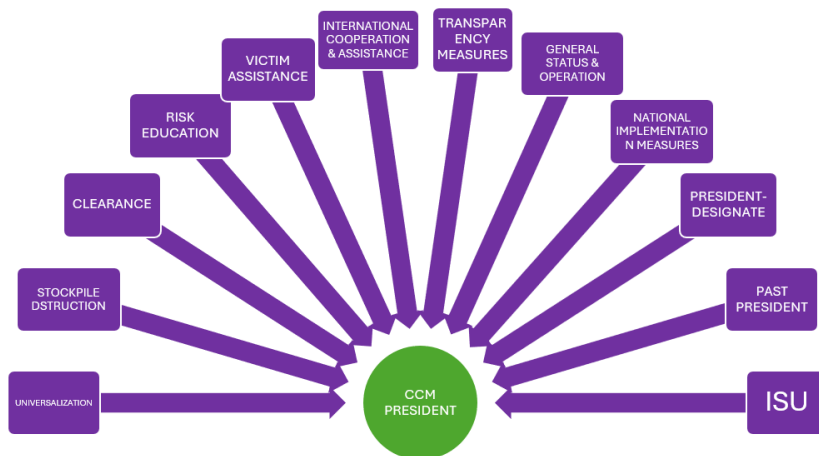 INTERNATIONAL
COOPERATION
& ASSISTANCE
TRANSPAR
ENCY
MEASURES
GENERAL
STATUS &
OPERATION
VICTIM
ASSISTANCE
RISK
EDUCATION
NATIONAL
IMPLEMENTATIO
N MEASURES
CLEARANCE
PRESIDENT-
DESIGNATE
STOCKPILE
DSTRUCTION
PAST
PRESIDENT
UNIVERSALIZATION
CCM
PRESIDENT
ISU